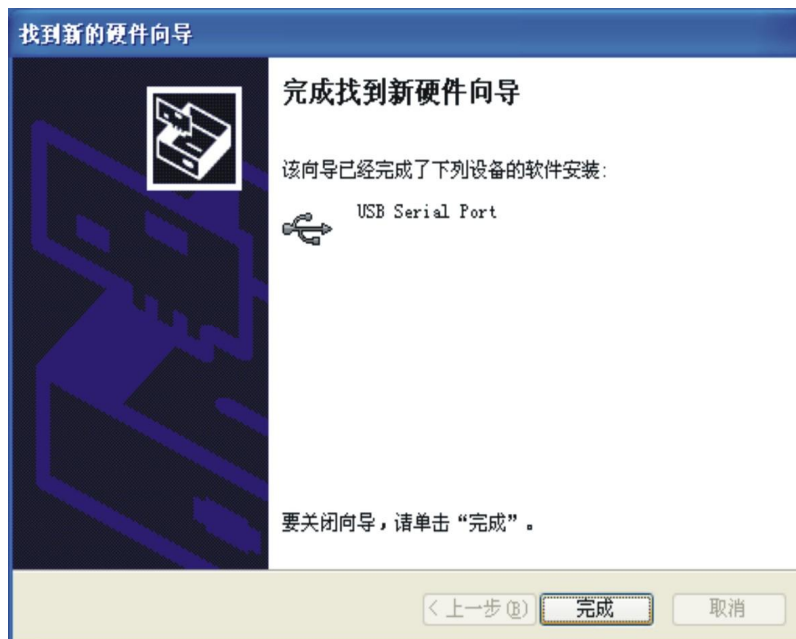 找到新的硬件向导
完成找到新硬件向导
该向导已经完成了下列设备的软件安装:
USB Serial Port
要关闭向导,请单击“完成”。
<上一步(B)
完成
取消